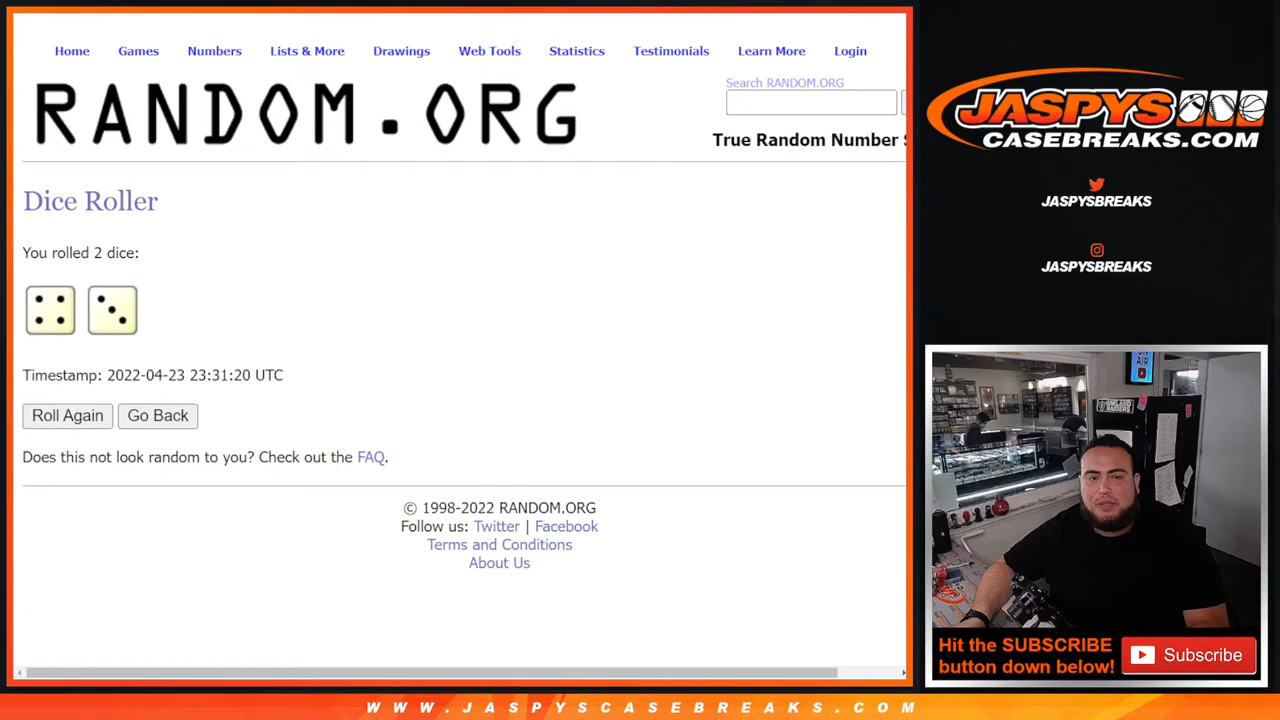 Home Games Numbers Lists & More Drawings Web Tools Statistics Testimonials Learn More Login
RANDOM.ORG
Search RANDOM.ORG
True Random Number S
Dice Roller
You rolled 2 dice:
Timestamp: 2022-04-23 23:31:20 UTC
Roll Again Go Back
Does this not look random to you? Check out the FAQ.
© 1998-2022 RANDOM.ORG
Follow us: Twitter | Facebook
Terms and Conditions
About Us
JASPYS
CASEBREAKS.COM
JASPYSBREAKS
JASPYSBREAKS
ON
AIR
OAKLAND
RAIDERS
Hit the SUBSCRIBE
button down below!
Subscribe
WWW.JASPYSCASEBREAKS.COM